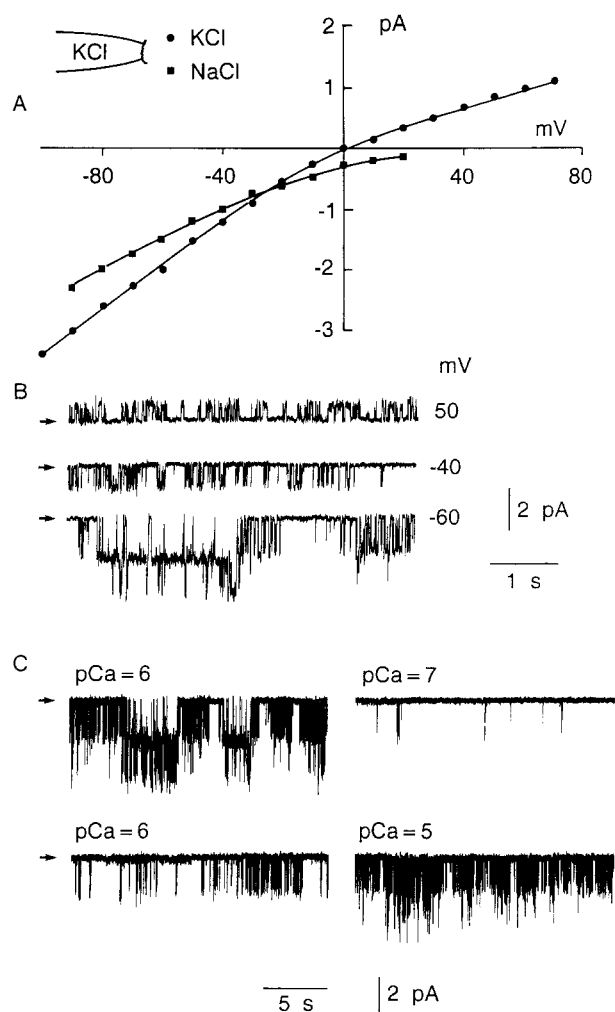 2
pA
KCl
KCl
NaCl
A
1
mV
-80
-40
40
80
-1
-2
-3
mV
B
50
-40
-60
2 pA
1 s
C
pCa = 6
pCa = 7
pCa = 6
pCa = 5
5 s
2 pA